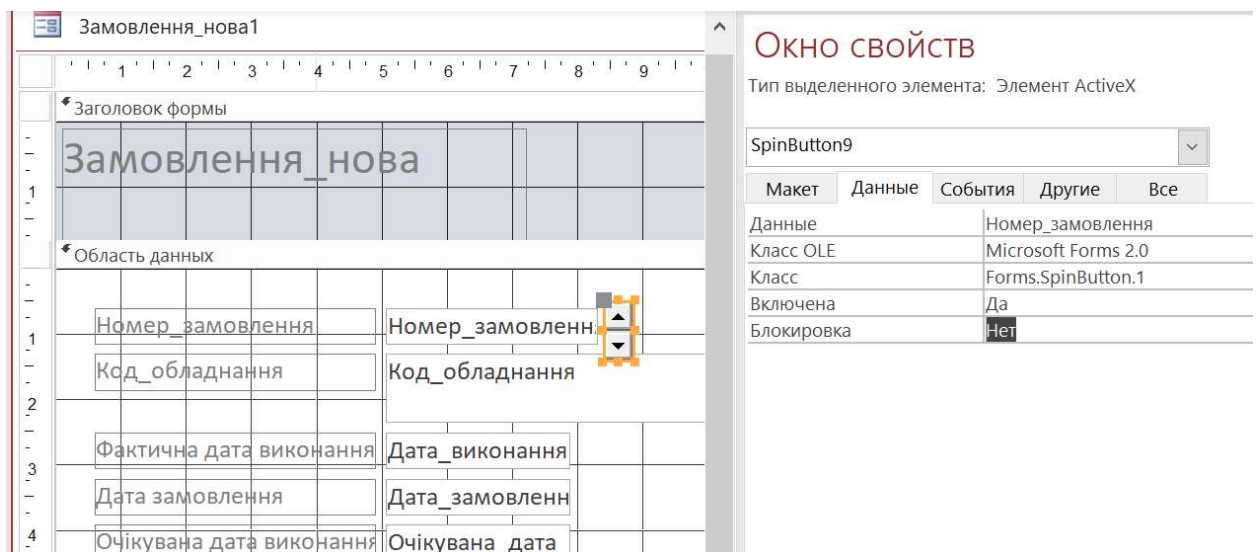 Замовлення_нова1
1 2 3 4 5 6 7 8 9
Заголовок формы
Замовлення_нова
1
Область данных
Номер_замовлення Номер_замовленн
1
Код_обладнання Код_обладнання
2
Фактична дата виконання Дата_виконання
3
Дата замовлення Дата_замовленн
4
Очікувана дата виконання Очікувана_дата
Окно свойств
Тип выделенного элемента: Элемент ActiveX
SpinButton9
Макет Данные События Другие Все
Данные Номер_замовлення
Класс OLE Microsoft Forms 2.0
Класс Forms.SpinButton.1
Включена Да
Блокировка Нет